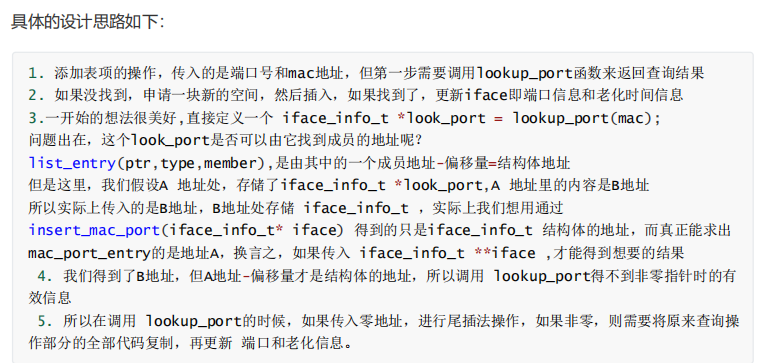 具体的设计思路如下：
1. 添加表项的操作，传入的是端口号和mac地址，但第一步需要调用lookup_port函数来返回查询结果
2. 如果没找到，申请一块新的空间，然后插入，如果找到了，更新iface即端口信息和老化时间信息
3.一开始的想法很美好,直接定义一个 iface_info_t *look_port = lookup_port(mac);
问题出在，这个look_port是否可以由它找到成员的地址呢?
list_entry(ptr,type,member),是由其中的一个成员地址-偏移量=结构体地址
但是这里，我们假设A 地址处，存储了iface_info_t *look_port,A 地址里的内容是B地址
所以实际上传入的是B地址，B地址处存储 iface_info_t ，实际上我们想用通过
insert_mac_port(iface_info_t* iface) 得到的只是iface_info_t 结构体的地址，而真正能求出
mac_port_entry的是地址A，换言之，如果传入 iface_info_t **iface ,才能得到想要的结果
4. 我们得到了B地址，但A地址-偏移量才是结构体的地址，所以调用 lookup_port得不到非零指针时的有
效信息
5. 所以在调用 lookup_port的时候，如果传入零地址，进行尾插法操作，如果非零，则需要将原来查询操
作部分的全部代码复制，再更新 端口和老化信息。